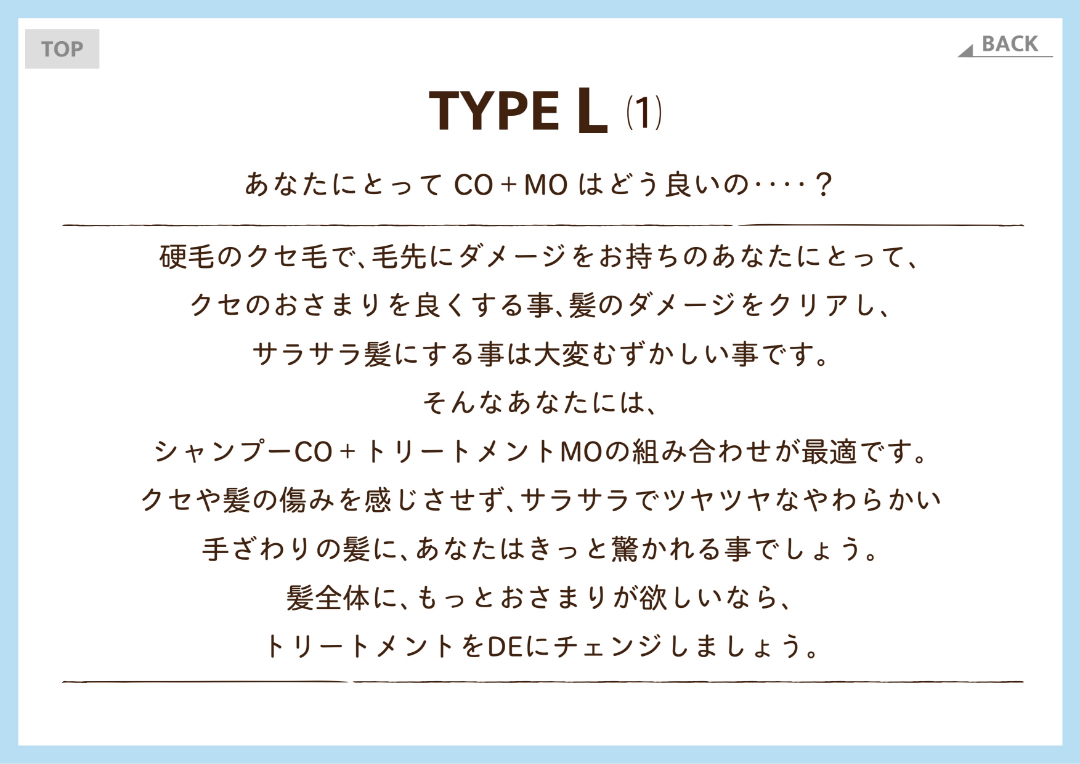 TOP
BACK
TYPE L (1)
あなたにとって CO+MO はどう良いの････?
硬毛のクセ毛で、毛先にダメージをお持ちのあなたにとって、
クセのおさまりを良くする事、髪のダメージをクリアし、
サラサラ髪にする事は大変むずかしい事です。
そんなあなたには、
シャンプーCO+トリートメントMOの組み合わせが最適です。
クセや髪の傷みを感じさせず、サラサラでツヤツヤなやわらかい
手ざわりの髪に、あなたはきっと驚かれる事でしょう。
髪全体に、もっとおさまりが欲しいなら、
トリートメントをDEにチェンジしましょう。